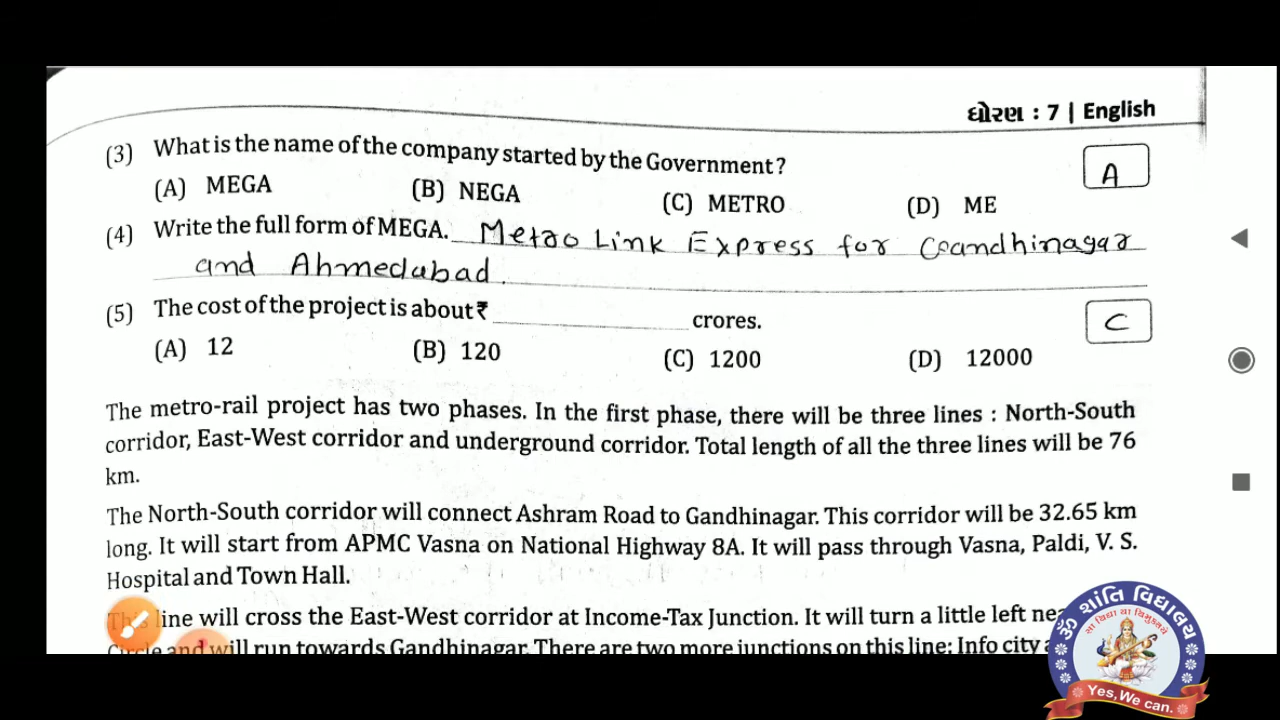 ધોરણ : 7 | English
(3) What is the name of the company started by the Government?
A
(A) MEGA (B) NEGA (C) METRO (D) ME
(4) Write the full form of MEGA. Metro Link Express for Gandhinagar
and Ahmedabad.
(5) The cost of the project is about ₹ ____________ crores.
C
(A) 12 (B) 120 (C) 1200 (D) 12000
The metro-rail project has two phases. In the first phase, there will be three lines : North-South
corridor, East-West corridor and underground corridor. Total length of all the three lines will be 76
km.
The North-South corridor will connect Ashram Road to Gandhinagar. This corridor will be 32.65 km
long. It will start from APMC Vasna on National Highway 8A. It will pass through Vasna, Paldi, V. S.
Hospital and Town Hall.
This line will cross the East-West corridor at Income-Tax Junction. It will turn a little left
Circle and will run towards Gandhinagar. There are two more junctions on this line: Info city
ૐ શાંતિ વિદ્યાલય
सा विद्या या विमुक्तये
Yes, We can.